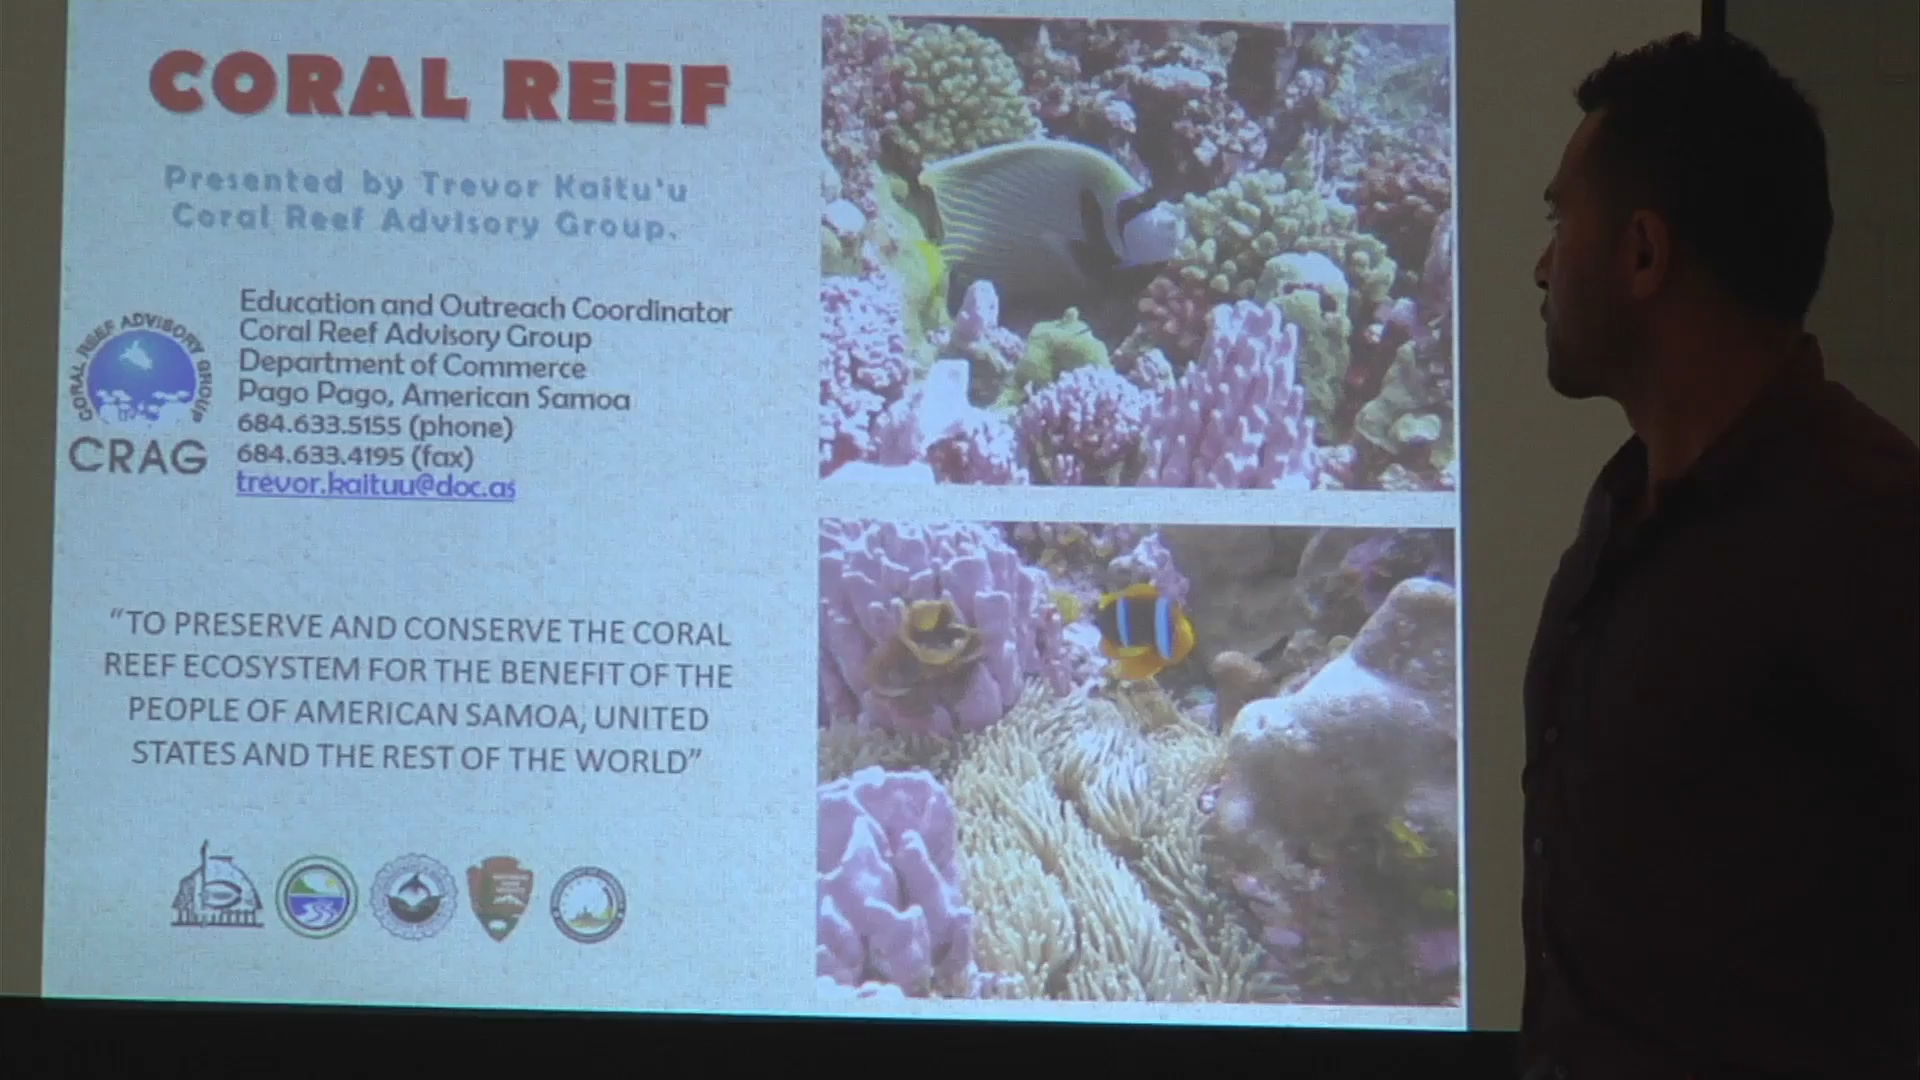 CORAL REEF
Presented by Trevor Kaitu'u
Coral Reef Advisory Group.
Education and Outreach Coordinator
Coral Reef Advisory Group
Department of Commerce
Pago Pago, American Samoa
684.633.5155 (phone)
684.633.4195 (fax)
trevor.kaituu@doc.as
CORAL REEF ADVISORY GROUP
CRAG
“TO PRESERVE AND CONSERVE THE CORAL
REEF ECOSYSTEM FOR THE BENEFIT OF THE
PEOPLE OF AMERICAN SAMOA, UNITED
STATES AND THE REST OF THE WORLD”